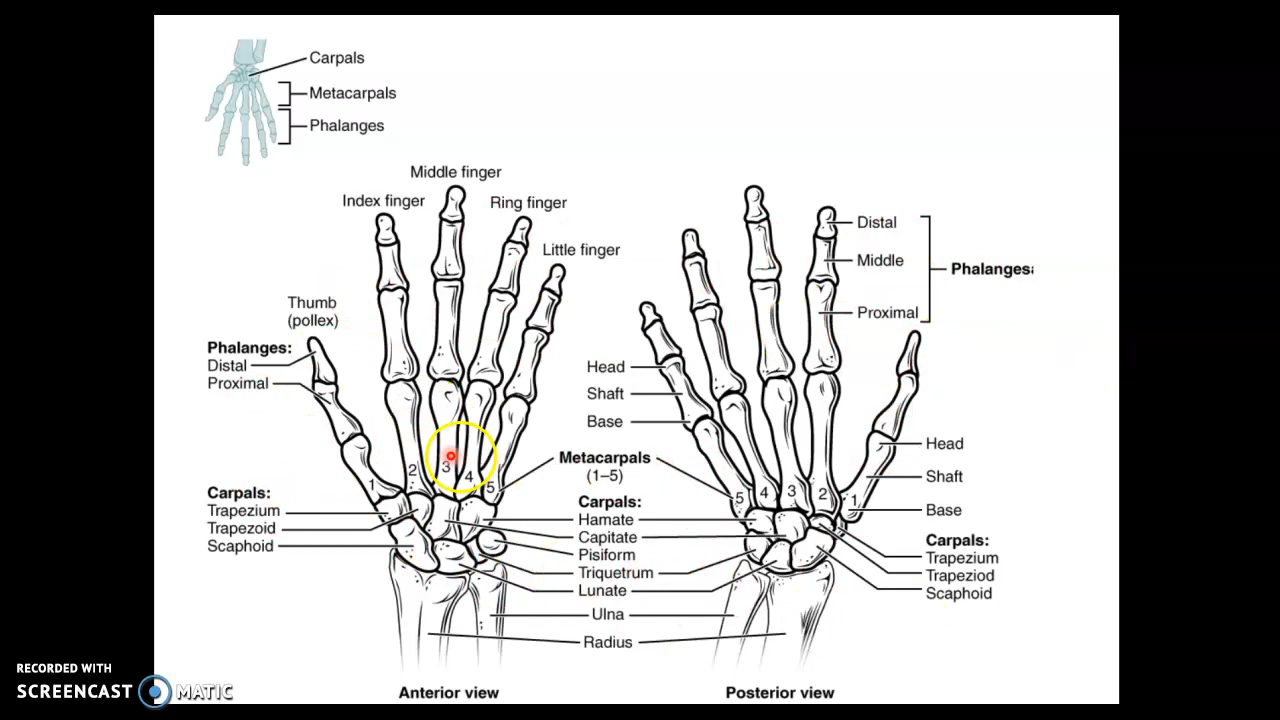 Carpals
Metacarpals
Phalanges
Middle finger
Index finger
Ring finger
Little finger
Thumb
(pollex)
Phalanges:
Distal
Proximal
1
2
3
4
5
Carpals:
Trapezium
Trapezoid
Scaphoid
Distal
Middle
Proximal
Phalanges
Head
Shaft
Base
Metacarpals
(1–5)
Carpals:
Hamate
Capitate
Pisiform
Triquetrum
Lunate
Ulna
Radius
5
4
3
2
1
Head
Shaft
Base
Carpals:
Trapezium
Trapeziod
Scaphoid
Anterior view
Posterior view
RECORDED WITH
SCREENCAST MATIC